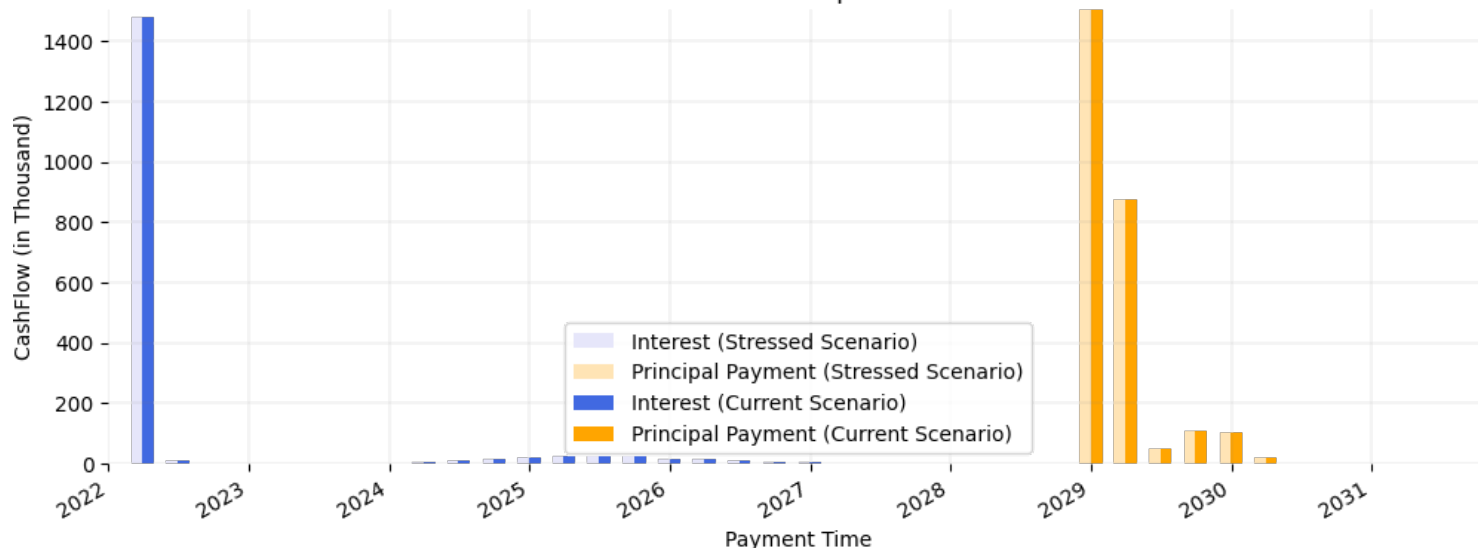 1400
1200
1000
800
600
400
200
0
CashFlow (in Thousand)
Interest (Stressed Scenario)
Principal Payment (Stressed Scenario)
Interest (Current Scenario)
Principal Payment (Current Scenario)
2022 2023 2024 2025 2026 2027 2028 2029 2030 2031
Payment Time